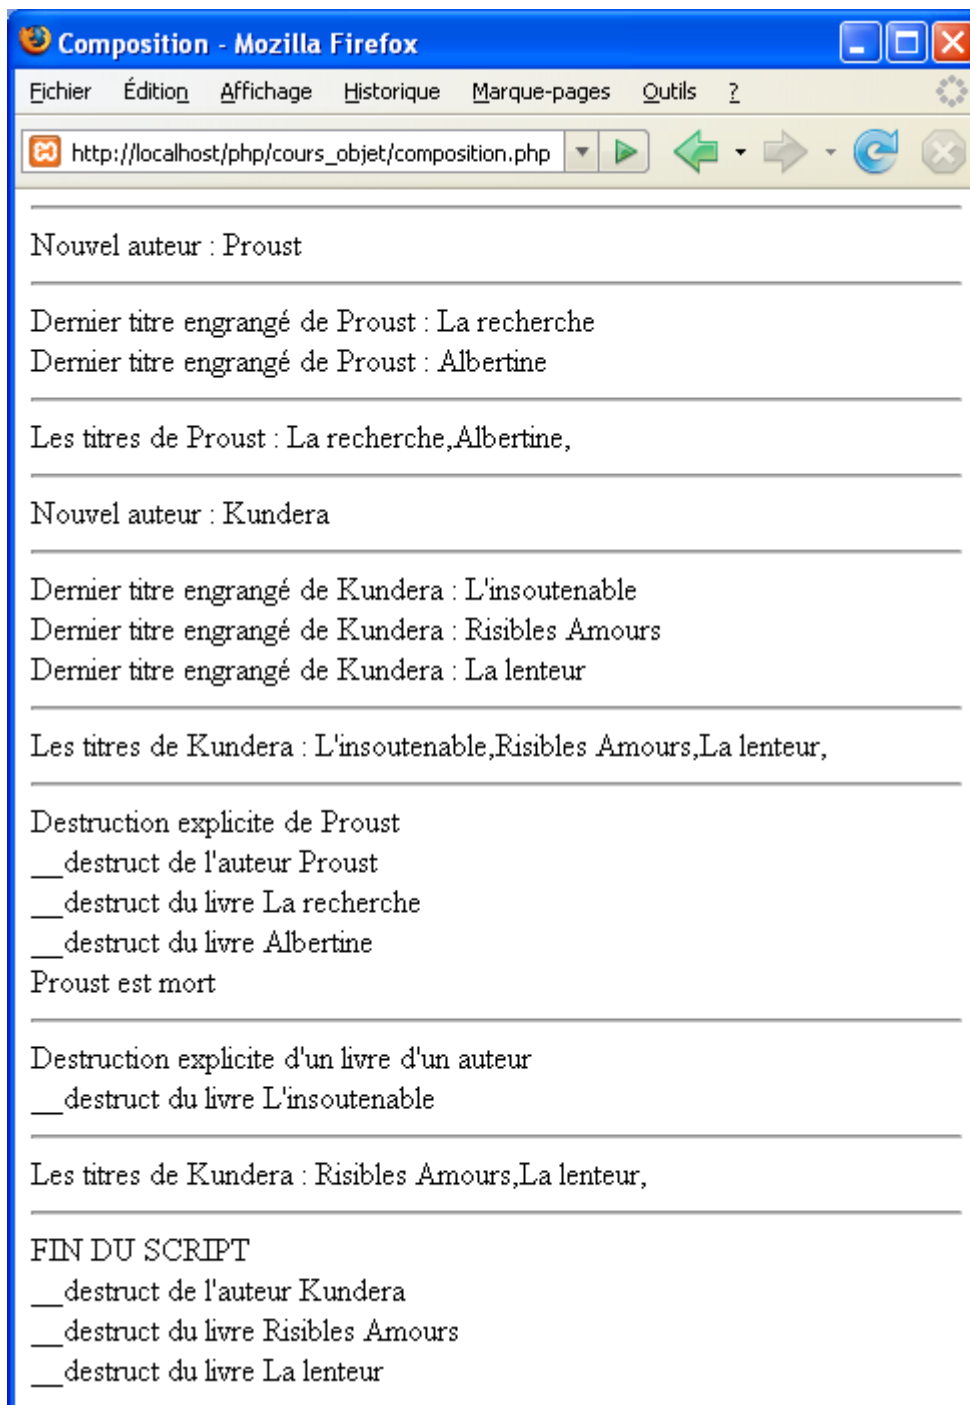 Composition - Mozilla Firefox
Fichier Édition Affichage Historique Marque-pages Outils ?
http://localhost/php/cours_objet/composition.php
Nouvel auteur : Proust
Dernier titre engrangé de Proust : La recherche
Dernier titre engrangé de Proust : Albertine
Les titres de Proust : La recherche,Albertine,
Nouvel auteur : Kundera
Dernier titre engrangé de Kundera : L'insoutenable
Dernier titre engrangé de Kundera : Risibles Amours
Dernier titre engrangé de Kundera : La lenteur
Les titres de Kundera : L'insoutenable,Risibles Amours,La lenteur,
Destruction explicite de Proust
__destruct de l'auteur Proust
__destruct du livre La recherche
__destruct du livre Albertine
Proust est mort
Destruction explicite d'un livre d'un auteur
__destruct du livre L'insoutenable
Les titres de Kundera : Risibles Amours,La lenteur,
FIN DU SCRIPT
__destruct de l'auteur Kundera
__destruct du livre Risibles Amours
__destruct du livre La lenteur